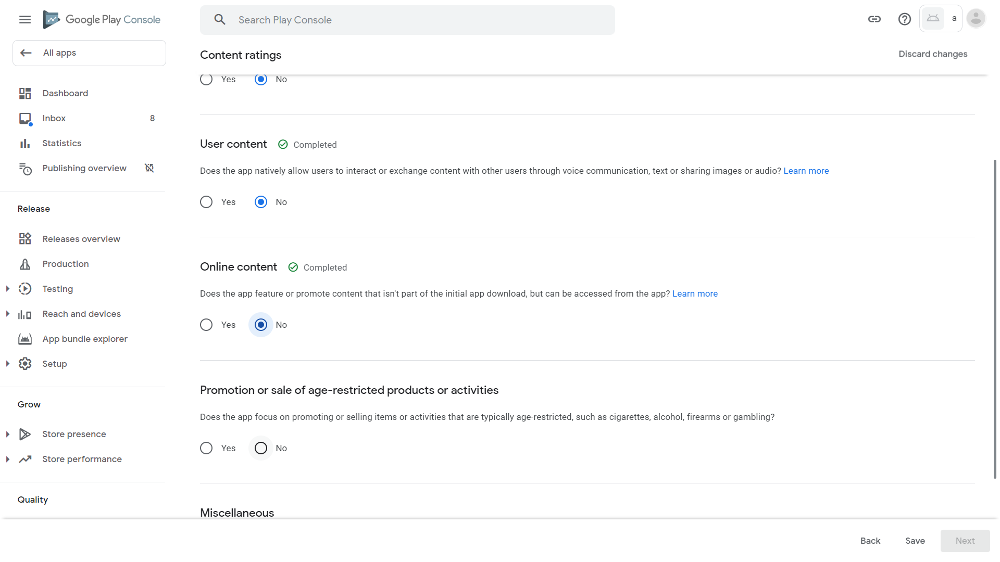 Google Play Console
Search Play Console
a
All apps
Content ratings
Discard changes
Yes No
Dashboard
Inbox 8
Statistics
Publishing overview
User content Completed
Does the app natively allow users to interact or exchange content with other users through voice communication, text or sharing images or audio? Learn more
Yes No
Release
Releases overview
Production
Testing
Reach and devices
App bundle explorer
Setup
Online content Completed
Does the app feature or promote content that isn't part of the initial app download, but can be accessed from the app? Learn more
Yes No
Promotion or sale of age-restricted products or activities
Does the app focus on promoting or selling items or activities that are typically age-restricted, such as cigarettes, alcohol, firearms or gambling?
Yes No
Grow
Store presence
Store performance
Quality
Miscellaneous
Back Save Next